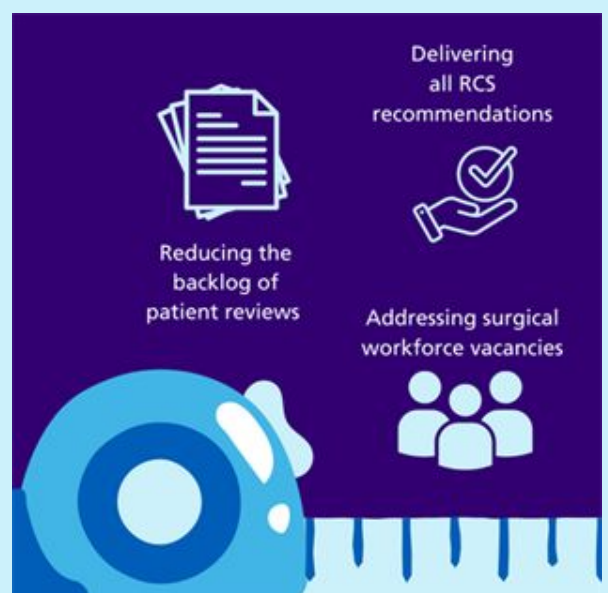 Delivering
all RCS
recommendations
Reducing the
backlog of
patient reviews
Addressing surgical
workforce vacancies